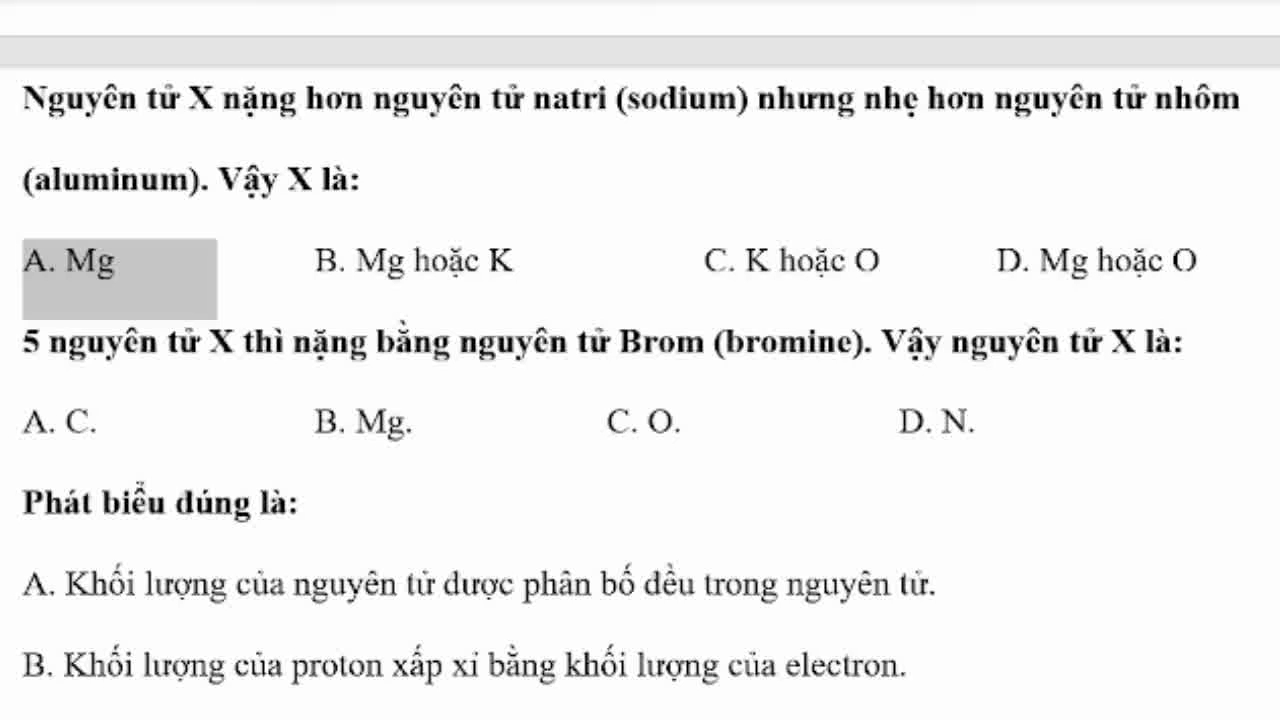 Nguyên tử X nặng hơn nguyên tử natri (sodium) nhưng nhẹ hơn nguyên tử nhôm
(aluminum). Vậy X là:
A. Mg B. Mg hoặc K C. K hoặc O D. Mg hoặc O
5 nguyên tử X thì nặng bằng nguyên tử Brom (bromine). Vậy nguyên tử X là:
A. C. B. Mg. C. O. D. N.
Phát biểu đúng là:
A. Khối lượng của nguyên tử được phân bố đều trong nguyên tử.
B. Khối lượng của proton xấp xỉ bằng khối lượng của electron.